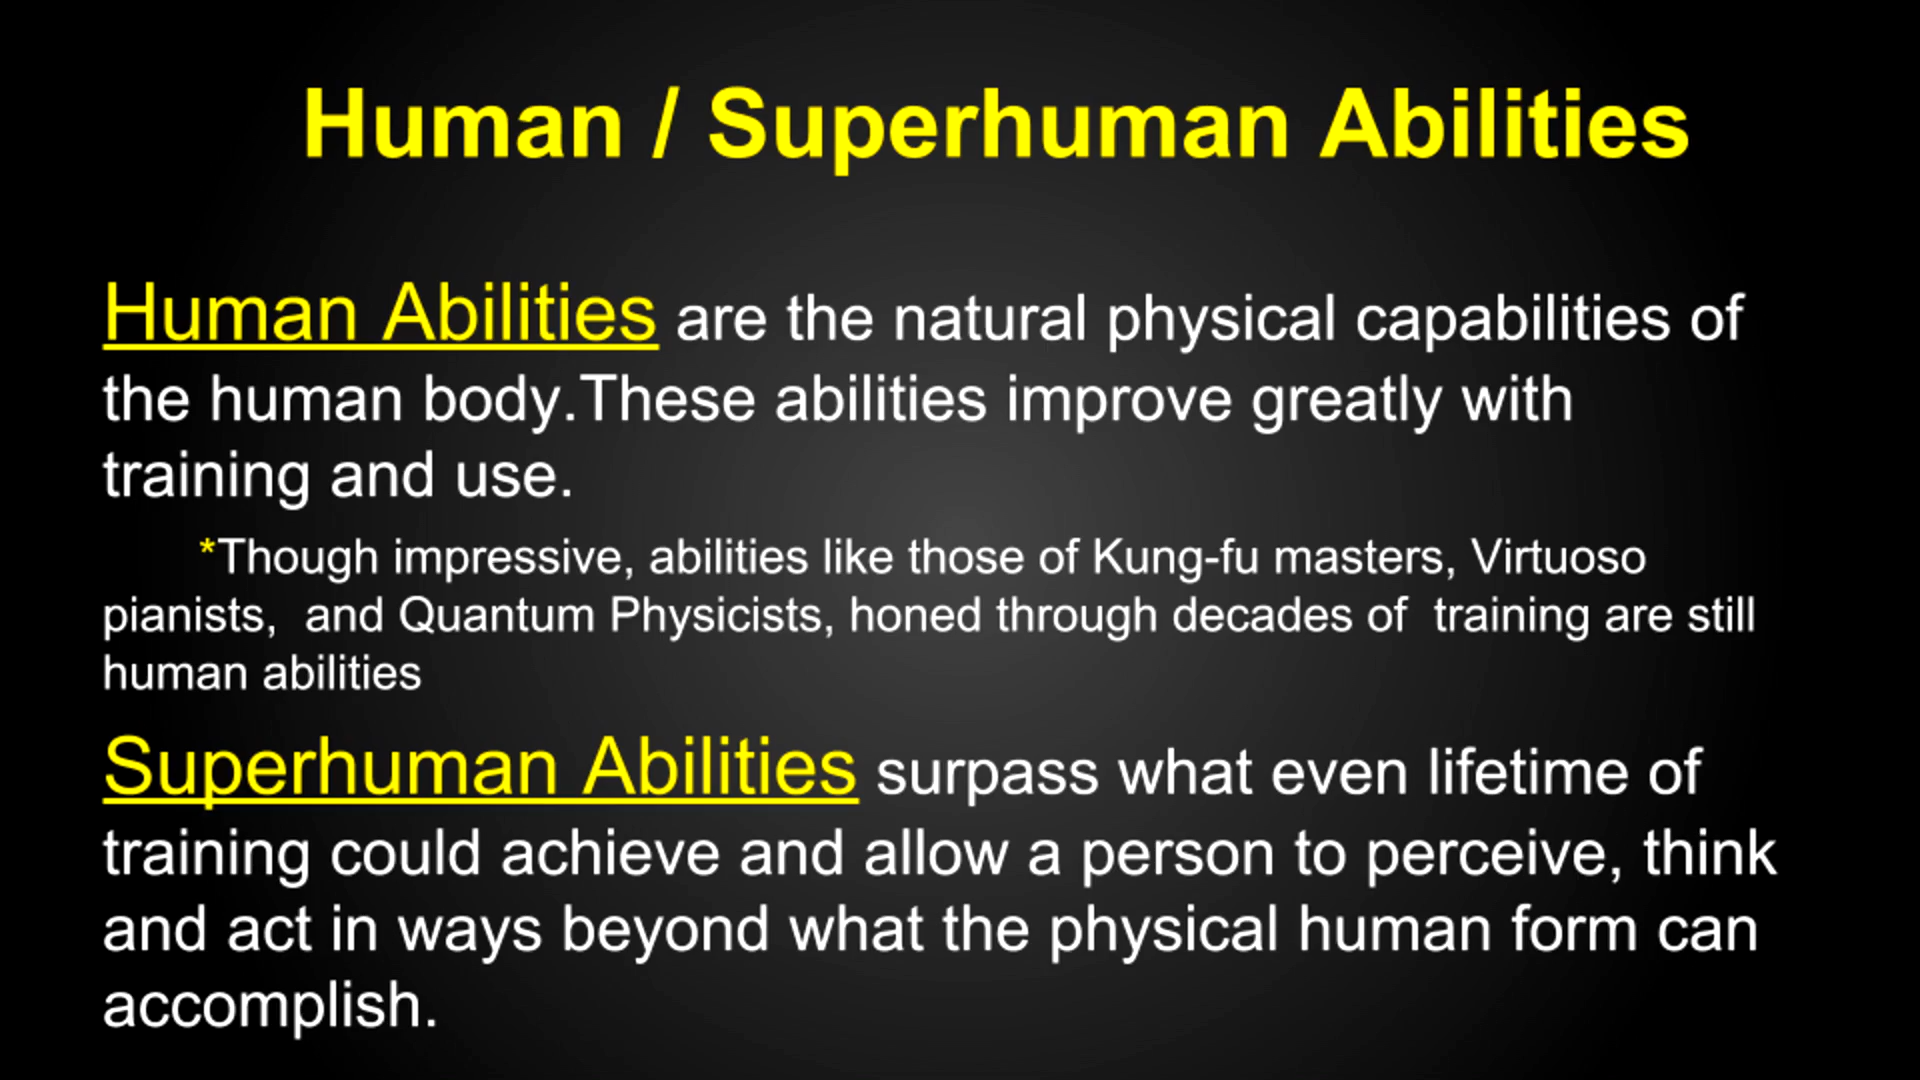 Human / Superhuman Abilities
Human Abilities are the natural physical capabilities of
the human body.These abilities improve greatly with
training and use.
*Though impressive, abilities like those of Kung-fu masters, Virtuoso
pianists,  and Quantum Physicists, honed through decades of  training are still
human abilities
Superhuman Abilities surpass what even lifetime of
training could achieve and allow a person to perceive, think
and act in ways beyond what the physical human form can
accomplish.